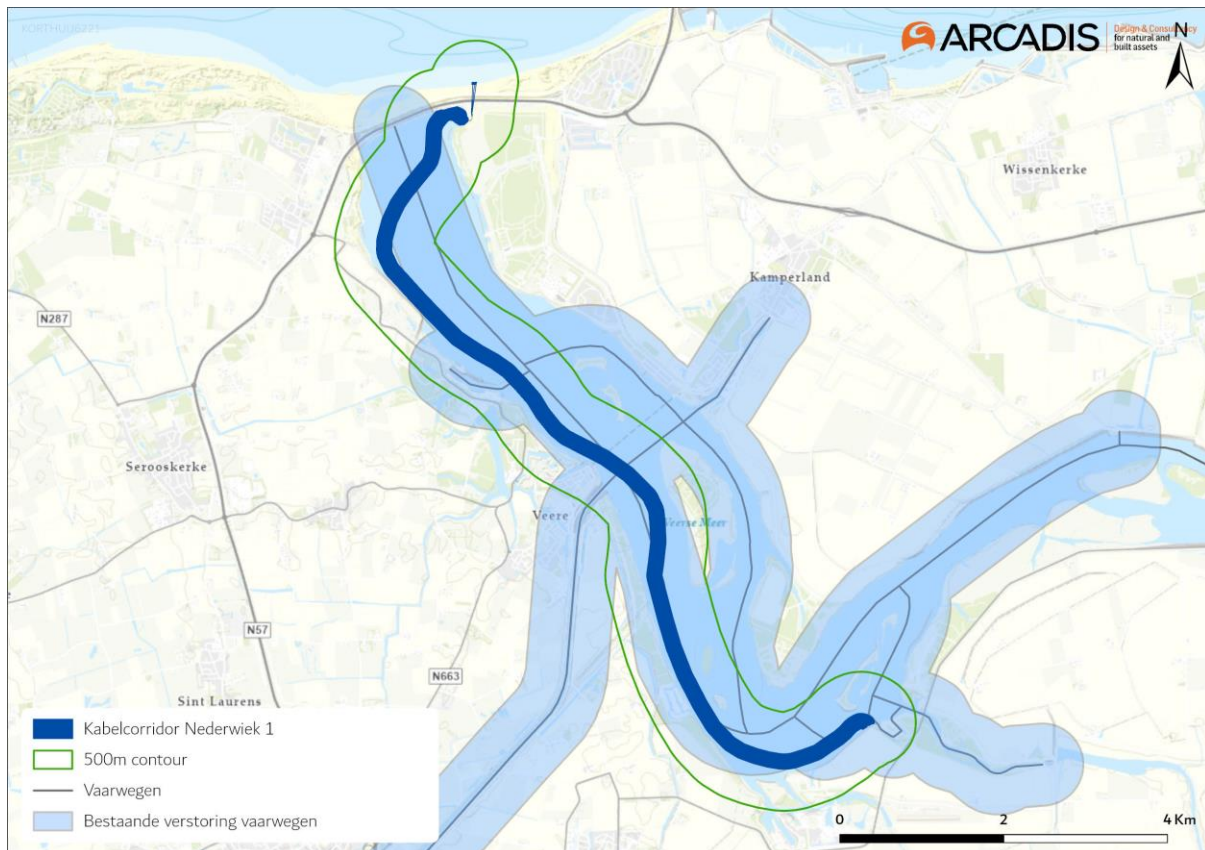 KORTHUIJ6221
ARCADIS
Design & Consultancy
for natural and
built assets
N
Wissenkerke
Kamperland
N287
Serooskerke
Veere
Veerse Meer
N57
N663
Sint Laurens
Kabelcorridor Nederwiek 1
500m contour
Vaarwegen
Bestaande verstoring vaarwegen
0
2
4 Km